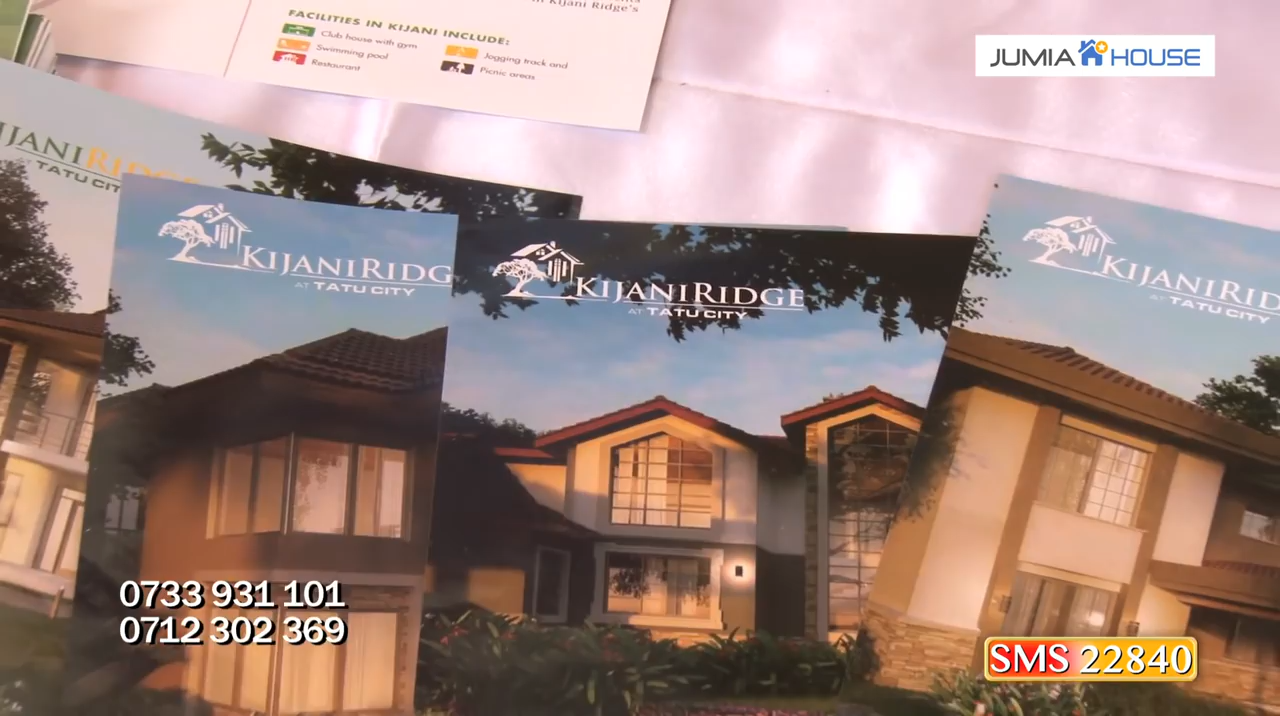 n Kijani Ridge's
FACILITIES IN KIJANI INCLUDE:
Club house with gym
Swimming pool
Restaurant
Jogging track and
Picnic areas
JUMIA HOUSE
IJANIRIDGE
AT TATU CITY
KIJANIRIDG
AT TATU CITY
KIJANIRIDGE
AT TATU CITY
KIJANIRID
AT TATU CITY
0733 931 101
0712 302 369
SMS 22840